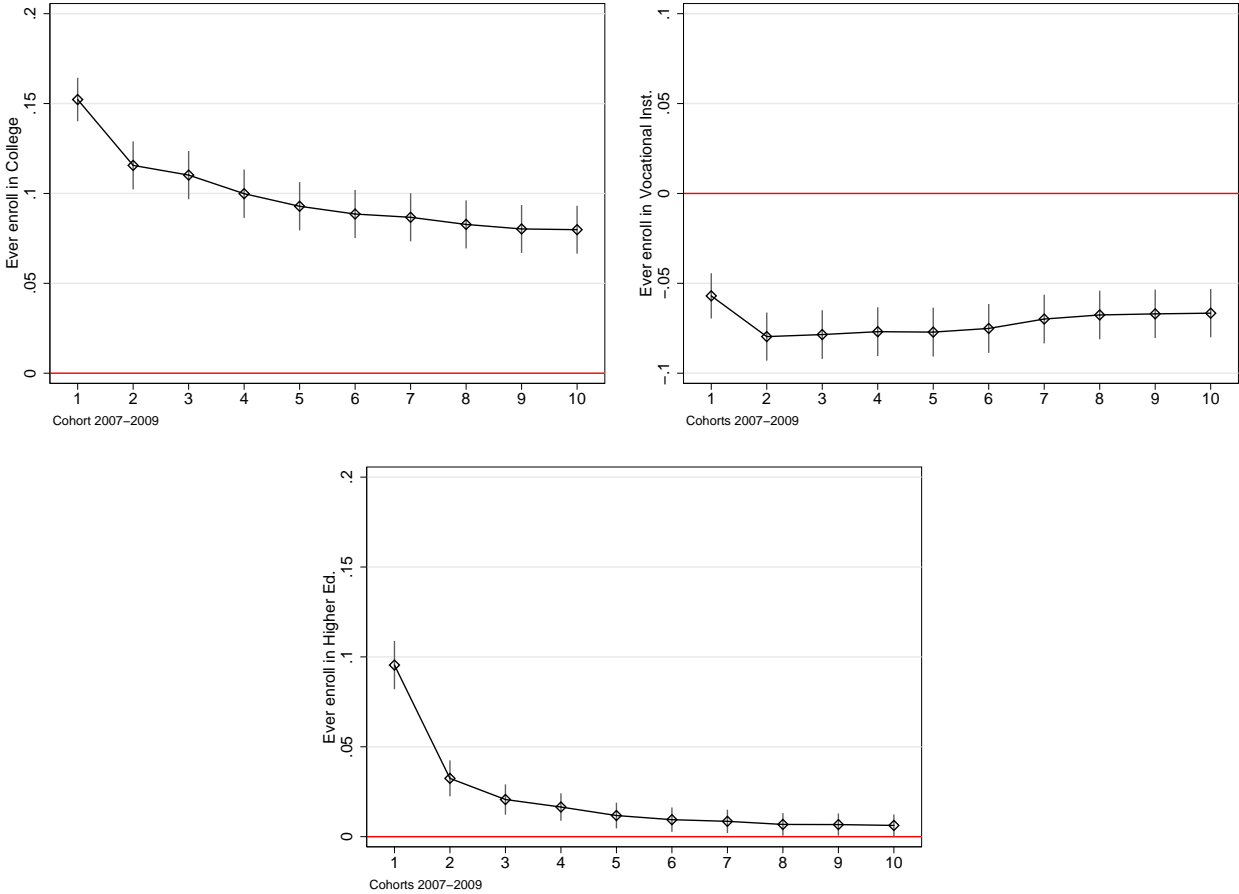 Ever enroll in College
.2
.15
.1
.05
0
1 2 3 4 5 6 7 8 9 10
Cohort 2007–2009
Ever enroll in Vocational Inst.
.1
.05
0
−.05
−.1
1 2 3 4 5 6 7 8 9 10
Cohorts 2007–2009
Ever enroll in Higher Ed.
.2
.15
.1
.05
0
1 2 3 4 5 6 7 8 9 10
Cohorts 2007–2009